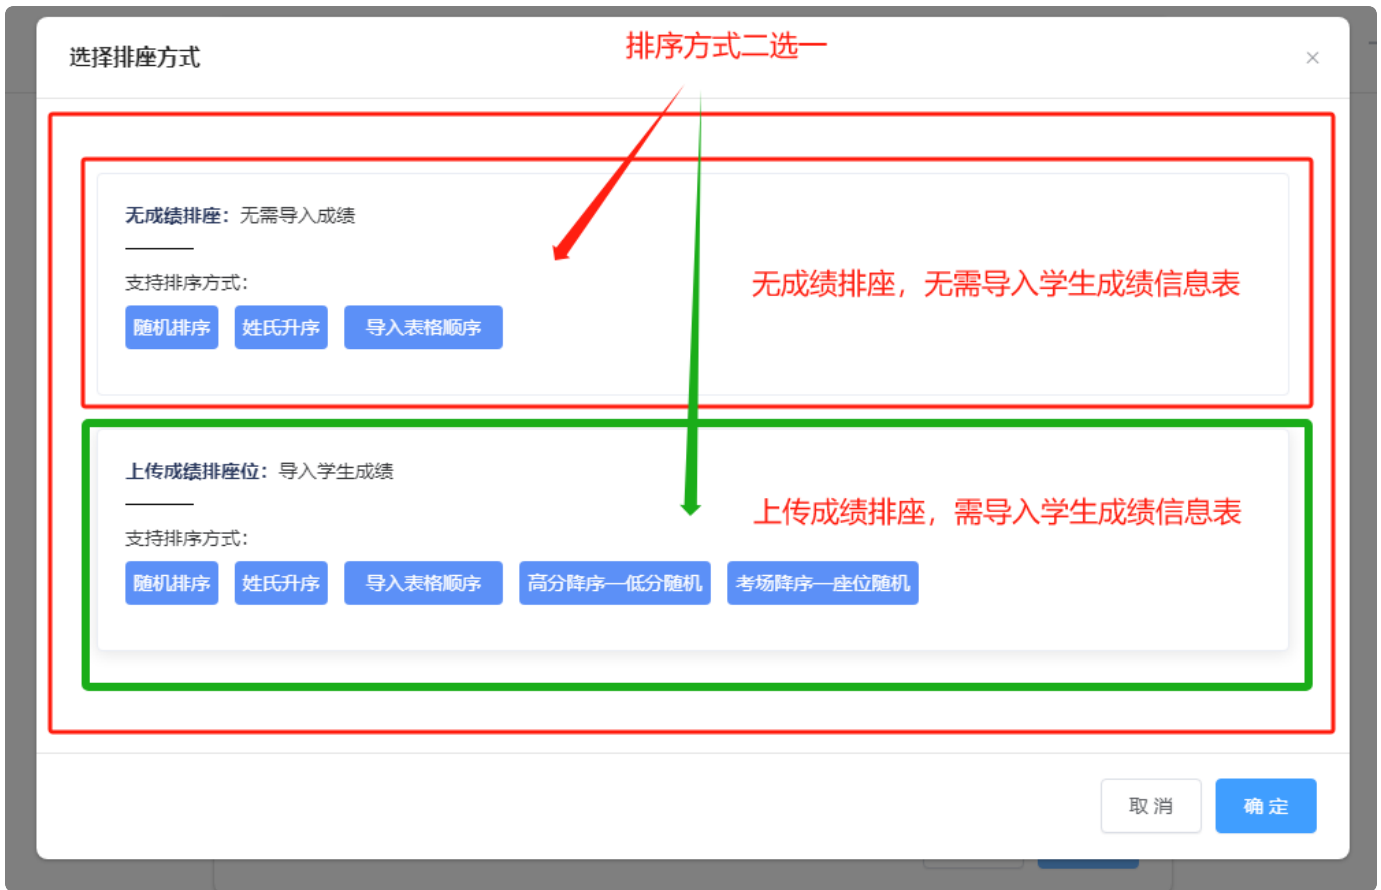 选择排座方式
排序方式二选一
无成绩排座：无需导入成绩
支持排序方式：
无成绩排座，无需导入学生成绩信息表
随机排序 姓氏升序 导入表格顺序
上传成绩排座位：导入学生成绩
上传成绩排座，需导入学生成绩信息表
支持排序方式：
随机排序 姓氏升序 导入表格顺序 高分降序—低分随机 考场降序—座位随机
取消 确定